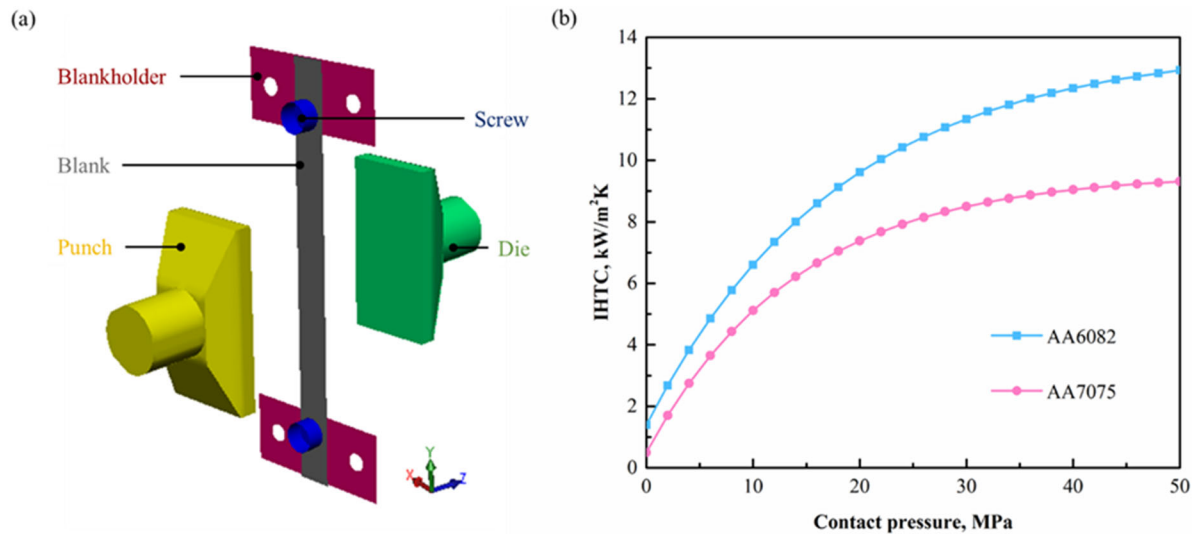 (a)
Blankholder
Screw
Blank
Punch
Die
X
Y
Z
(b)
IHTC, kW/m²K
14
12
10
8
6
4
2
0
AA6082
AA7075
0 10 20 30 40 50
Contact pressure, MPa